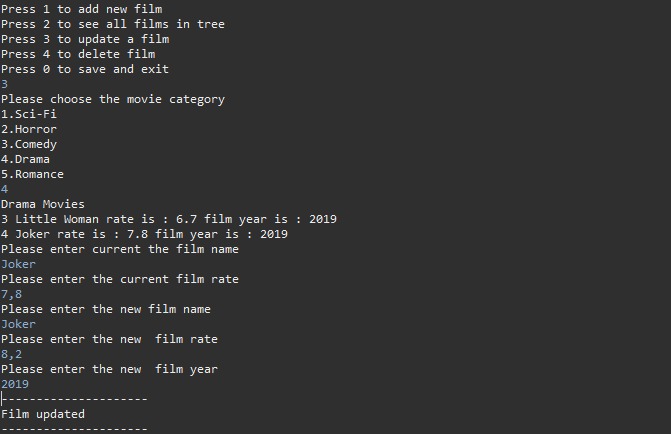 Press 1 to add new film
Press 2 to see all films in tree
Press 3 to update a film
Press 4 to delete film
Press 0 to save and exit
3
Please choose the movie category
1.Sci-Fi
2.Horror
3.Comedy
4.Drama
5.Romance
4
Drama Movies
3 Little Woman rate is : 6.7 film year is : 2019
4 Joker rate is : 7.8 film year is : 2019
Please enter current the film name
Joker
Please enter the current film rate
7,8
Please enter the new film name
Joker
Please enter the new  film rate
8,2
Please enter the new  film year
2019
---------------------
Film updated
---------------------